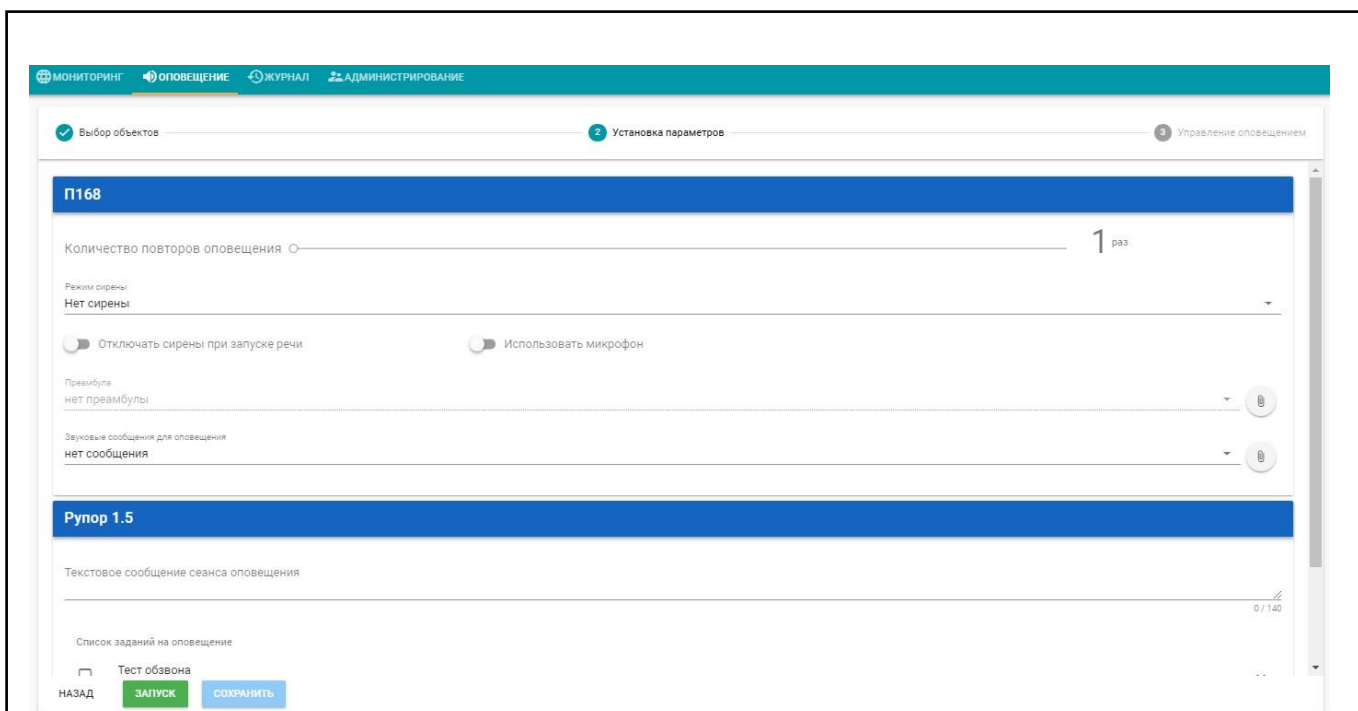 МОНИТОРИНГ ОПОВЕЩЕНИЕ ЖУРНАЛ АДМИНИСТРИРОВАНИЕ
Выбор объектов 2 Установка параметров 3 Управление оповещением
П168
Количество повторов оповещения 1 раз
Режим сирены
Нет сирены
Отключать сирены при запуске речи Использовать микрофон
Преамбула
нет преамбулы
Звуковые сообщения для оповещения
нет сообщения
Рупор 1.5
Текстовое сообщение сеанса оповещения
0 / 140
Список заданий на оповещение
Тест обзвона
НАЗАД ЗАПУСК СОХРАНИТЬ